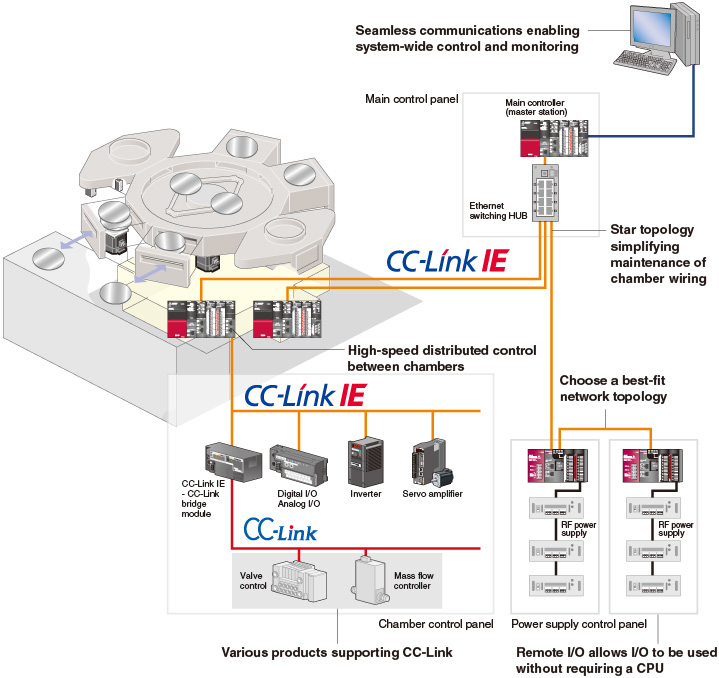 Seamless communications enabling
system-wide control and monitoring
Main control panel
Main controller
(master station)
Ethernet
switching HUB
CC-Link IE
Star topology
simplifying
maintenance of
chamber wiring
High-speed distributed control
between chambers
Choose a best-fit
network topology
CC-Link IE
CC-Link IE
- CC-Link
bridge
module
Digital I/O
Analog I/O
Inverter
Servo amplifier
CC-Link
Valve
control
Mass flow
controller
Chamber control panel
RF power
supply
RF power
supply
Power supply control panel
Various products supporting CC-Link
Remote I/O allows I/O to be used
without requiring a CPU